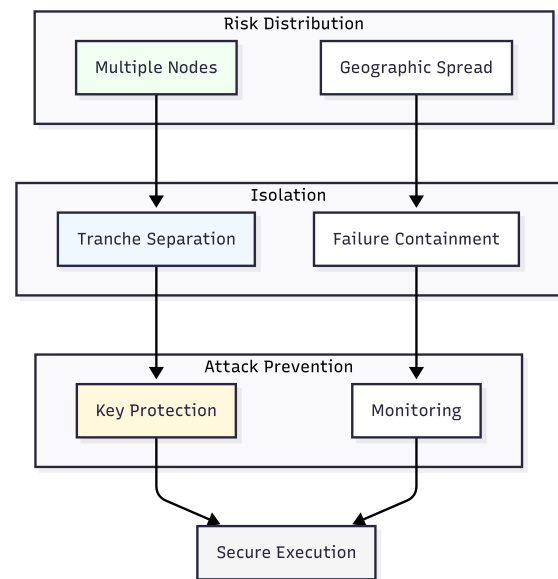 Risk Distribution
Multiple Nodes
Geographic Spread
Isolation
Tranche Separation
Failure Containment
Attack Prevention
Key Protection
Monitoring
Secure Execution